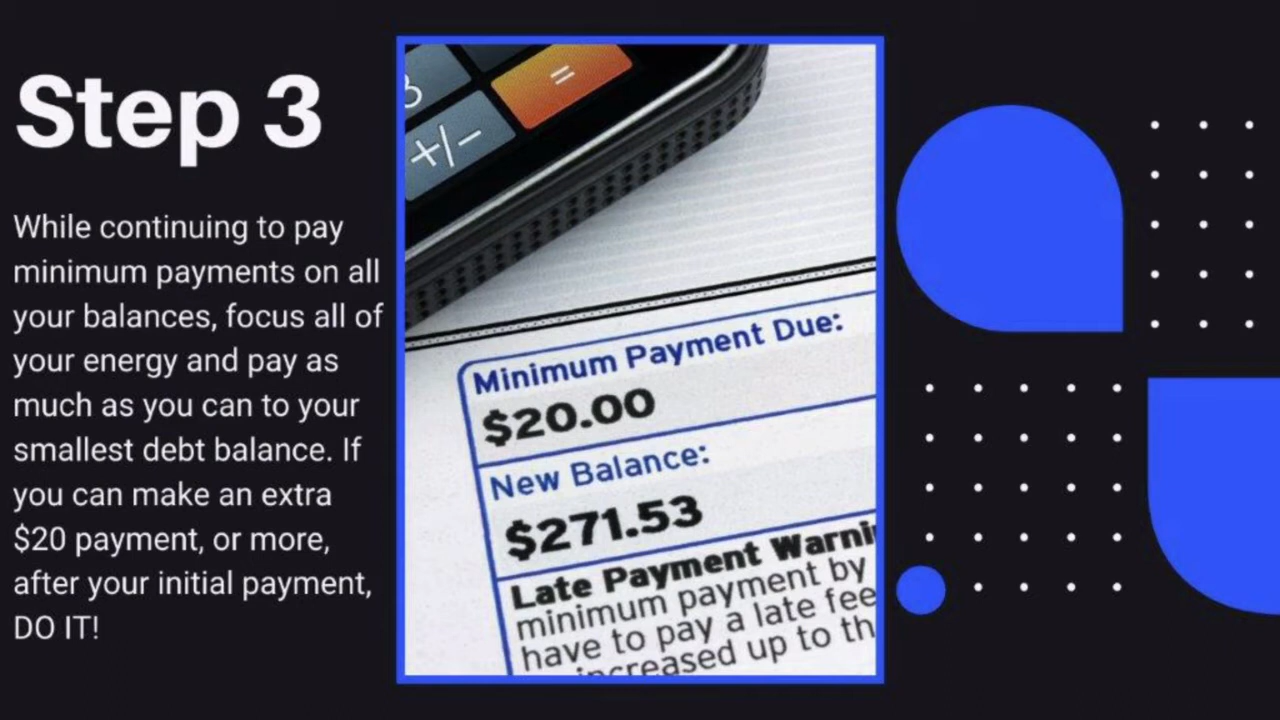 Step 3
While continuing to pay
minimum payments on all
your balances, focus all of
your energy and pay as
much as you can to your
smallest debt balance. If
you can make an extra
$20 payment, or more,
after your initial payment,
DO IT!
3
=
+/−
Minimum Payment Due:
$20.00
New Balance:
$271.53
Late Payment
minimum payment by
have to pay a late fee
increased up to